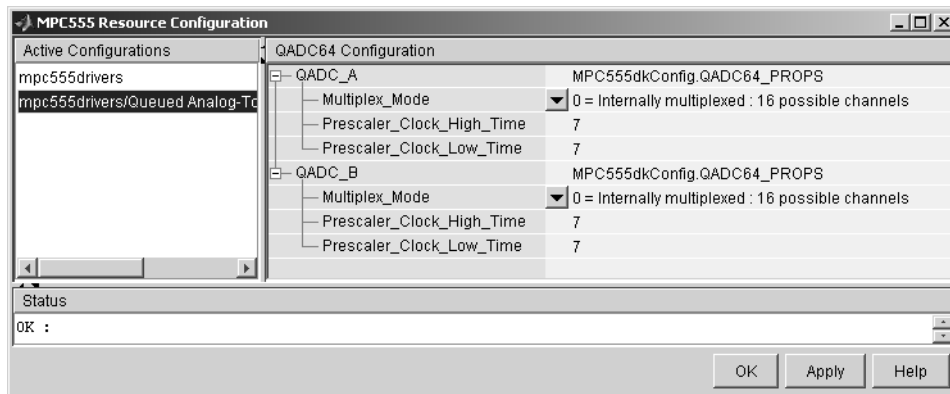 MPC555 Resource Configuration
Active Configurations
mpc555drivers
mpc555drivers/Queued Analog-To
QADC64 Configuration
QADC_A MPC555dkConfig.QADC64_PROPS
Multiplex_Mode 0 = Internally multiplexed : 16 possible channels
Prescaler_Clock_High_Time 7
Prescaler_Clock_Low_Time 7
QADC_B MPC555dkConfig.QADC64_PROPS
Multiplex_Mode 0 = Internally multiplexed : 16 possible channels
Prescaler_Clock_High_Time 7
Prescaler_Clock_Low_Time 7
Status
OK :
OK Apply Help